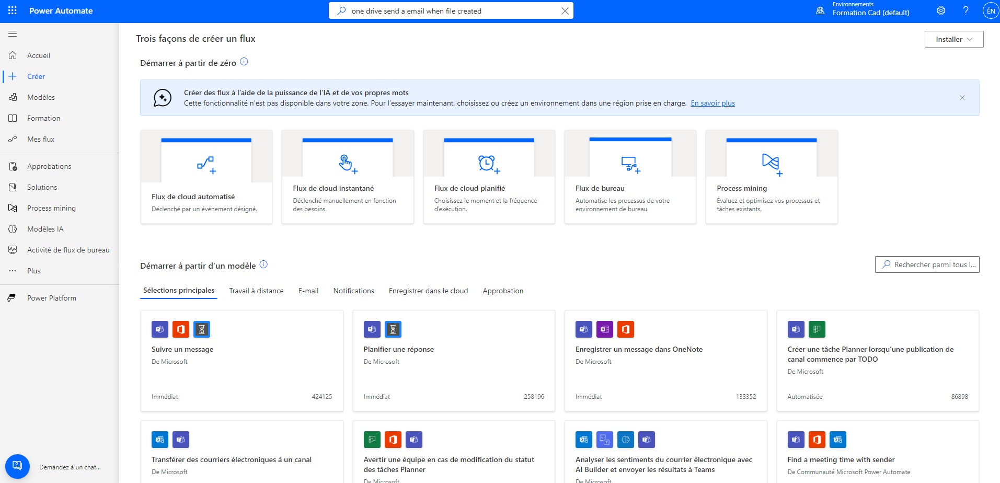 Power Automate
one drive send a email when file created
Environnements
Formation Cad (default)
?
ÉN
Accueil
Créer
Modèles
Formation
Mes flux
Approbations
Solutions
Process mining
Modèles IA
Activité de flux de bureau
Plus
Power Platform
Demandez à un chat...
Trois façons de créer un flux
Installer
Démarrer à partir de zéro
Créer des flux à l’aide de la puissance de l’IA et de vos propres mots
Cette fonctionnalité n’est pas disponible dans votre zone. Pour l’essayer maintenant, choisissez ou créez un environnement dans une région prise en charge. En savoir plus
Flux de cloud automatisé
Déclenché par un événement désigné.
Flux de cloud instantané
Déclenché manuellement en fonction
des besoins.
Flux de cloud planifié
Choisissez le moment et la fréquence
d’exécution.
Flux de bureau
Automatise les processus de votre
environnement de bureau.
Process mining
Évaluez et optimisez vos processus et
tâches existants.
Démarrer à partir d’un modèle
Rechercher parmi tous l...
Sélections principales
Travail à distance
E-mail
Notifications
Enregistrer dans le cloud
Approbation
Suivre un message
De Microsoft
Immédiat
424125
Planifier une réponse
De Microsoft
Immédiat
258196
Enregistrer un message dans OneNote
De Microsoft
Immédiat
133352
Créer une tâche Planner lorsqu’une publication de
canal commence par TODO
De Microsoft
Automatisée
86898
Transférer des courriers électroniques à un canal
De Microsoft
Avertir une équipe en cas de modification du statut
des tâches Planner
De Microsoft
Analyser les sentiments du courrier électronique avec
AI Builder et envoyer les résultats à Teams
De Microsoft
Find a meeting time with sender
De Communauté Microsoft Power Automate